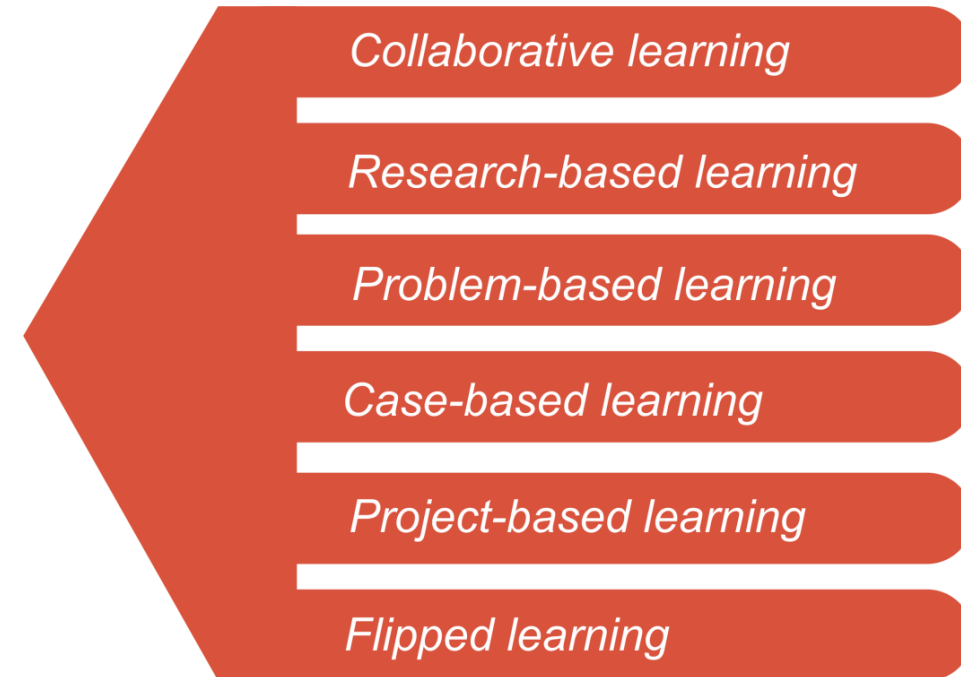 Collaborative learning
Research-based learning
Problem-based learning
Case-based learning
Project-based learning
Flipped learning